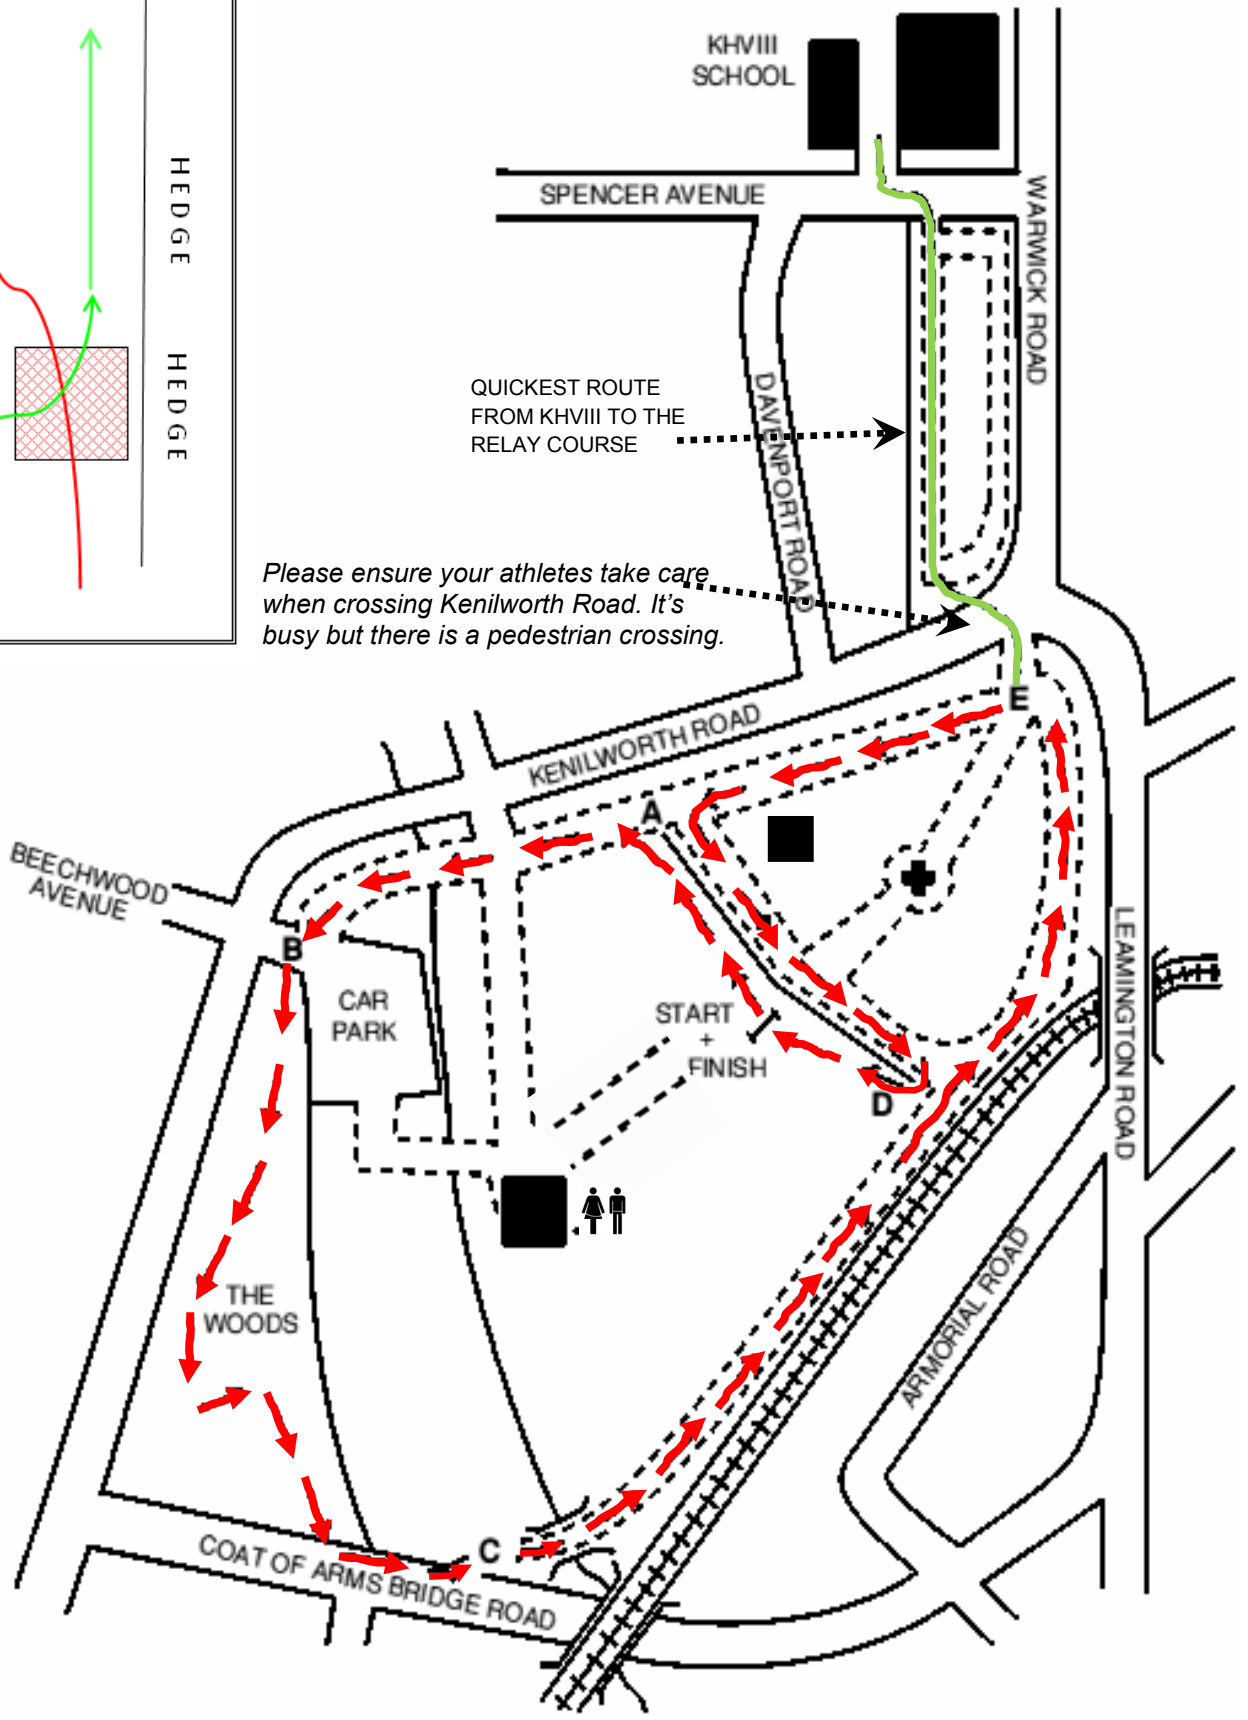 HEDGE
HEDGE
KHVIII
SCHOOL
SPENCER AVENUE
WARWICK ROAD
QUICKEST ROUTE
FROM KHVIII TO THE
RELAY COURSE
DAVENPORT ROAD
Please ensure your athletes take care
when crossing Kenilworth Road. It's
busy but there is a pedestrian crossing.
E
KENILWORTH ROAD
A
BEECHWOOD
AVENUE
B
CAR
PARK
START
+
FINISH
LEAMINGTON ROAD
D
THE
WOODS
ARMORIAL ROAD
C
COAT OF ARMS BRIDGE ROAD